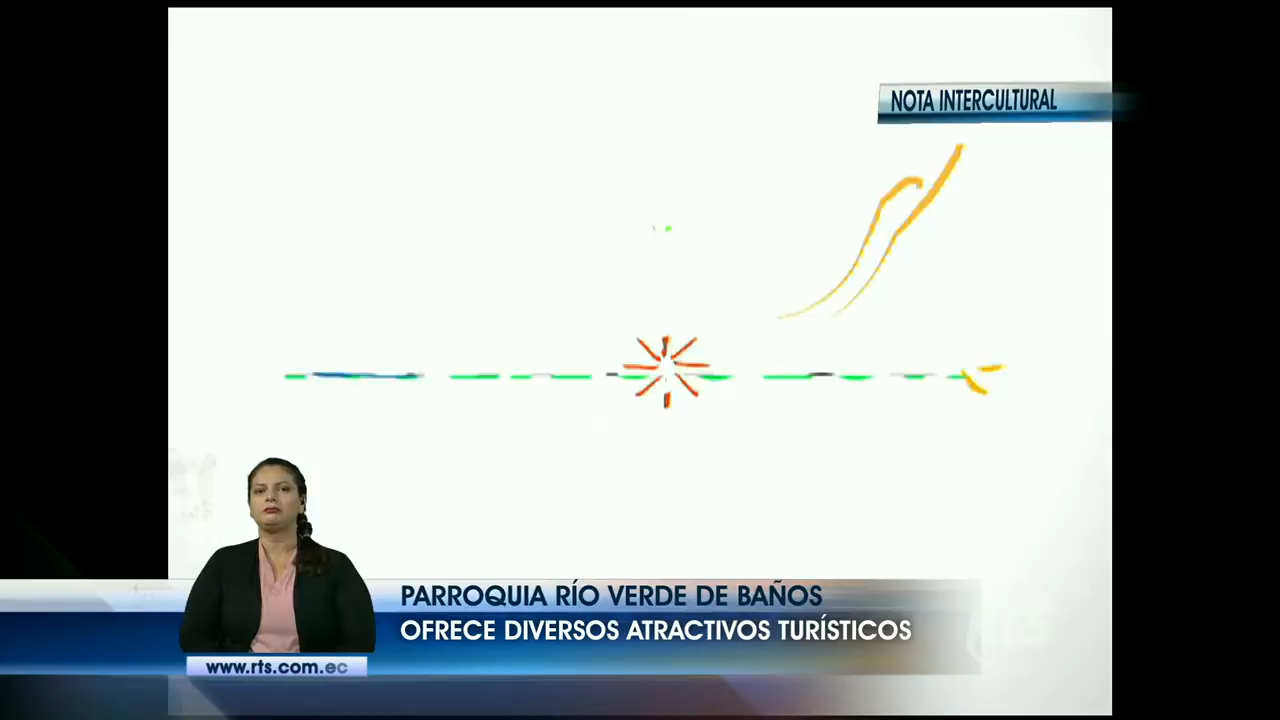 NOTA INTERCULTURAL
PARROQUIA RÍO VERDE DE BAÑOS
OFRECE DIVERSOS ATRACTIVOS TURÍSTICOS
www.rts.com.ec